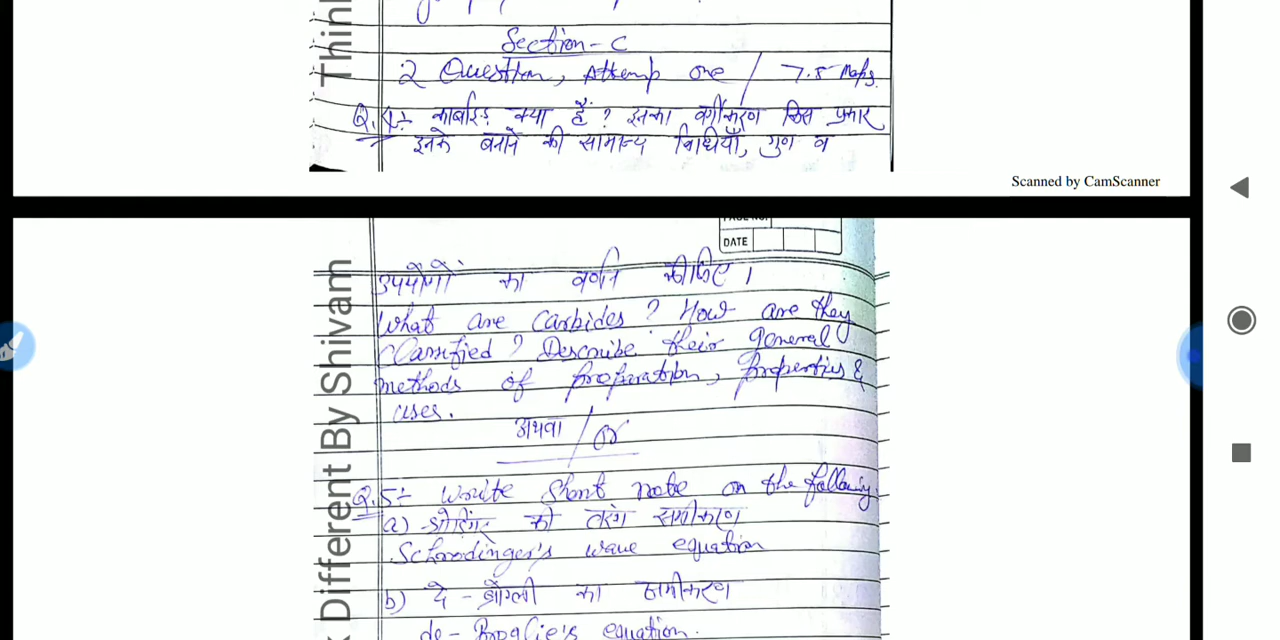 Section - C
2 Question, Attemp one / 7.5
Q.4:- कार्बाइड क्या हैं ? इनका वर्गीकरण किस प्रकार
इनके बनाने की सामान्य विधियाँ, गुण व
Scanned by CamScanner
DATE
उपयोगों का वर्णन कीजिए ।
What are Carbides ? How are they
Classified ? Describe their general
methods of preparation, Properties &
uses.
अथवा / or
Q.5:- Write Short note on the following.
a) की तरंग समीकरण
Schrodinger's wave equation
b) दे - ब्रोग्ली का समीकरण
de - Broglie's equation.
Different By Shivam
Think